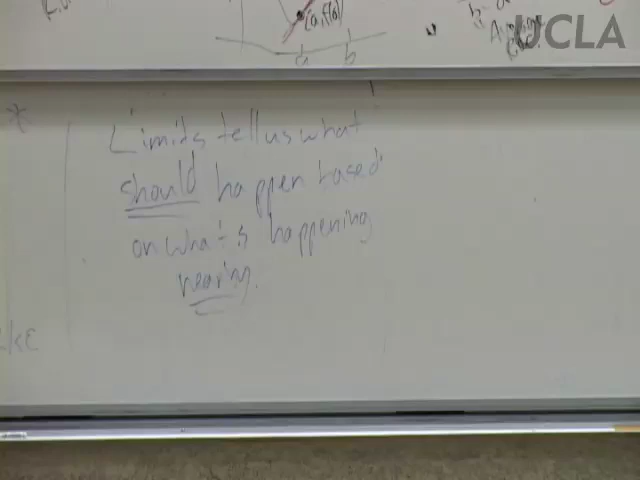 (a, f(a))
a b
UCLA
*
Limits tell us what
should happen based
on what's happening
nearby.